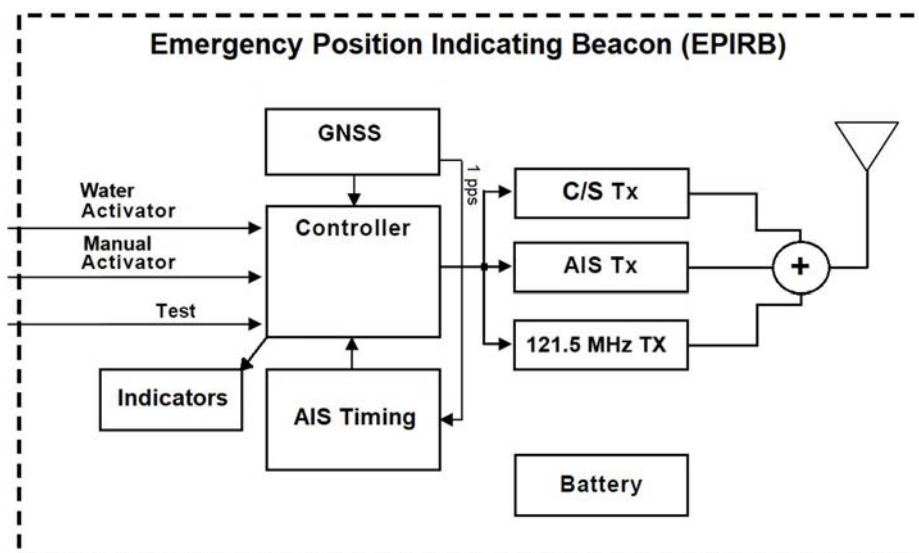 Emergency Position Indicating Beacon (EPIRB)
GNSS
1 pps
Water
Activator
Manual
Activator
Test
Controller
C/S Tx
AIS Tx
+
121.5 MHz TX
Indicators
AIS Timing
Battery